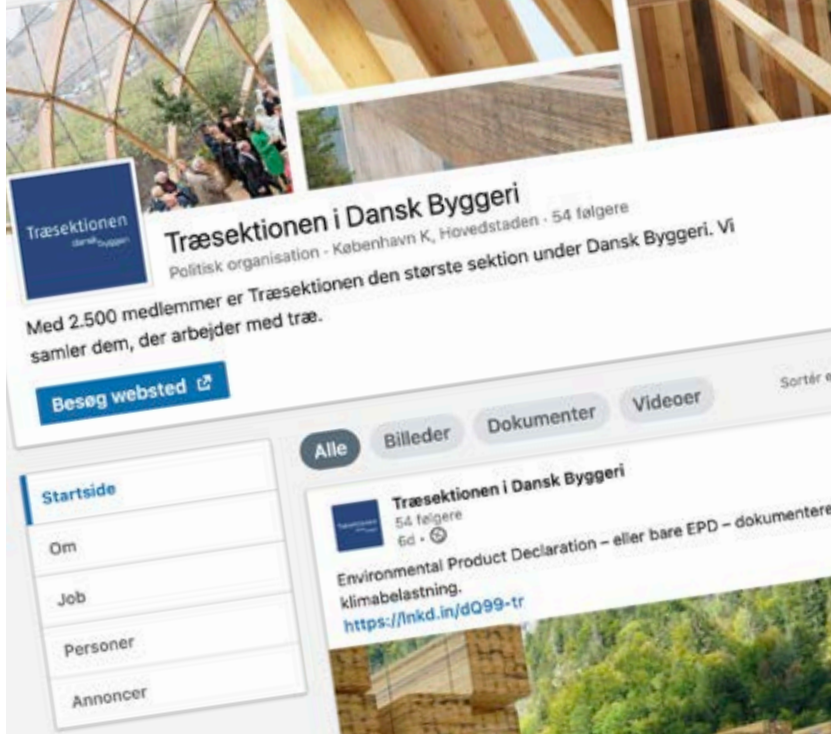 Træsektionen
dansk byggeri
Træsektionen i Dansk Byggeri
Politisk organisation · København K, Hovedstaden · 54 følgere
Med 2.500 medlemmer er Træsektionen den største sektion under Dansk Byggeri. Vi
samler dem, der arbejder med træ.
Besøg websted
Alle
Billeder
Dokumenter
Videoer
Sortér e
Startside
Om
Job
Personer
Annoncer
Træsektionen i Dansk Byggeri
54 følgere
6d ·
Environmental Product Declaration – eller bare EPD – dokumentere
klimabelastning.
https://lnkd.in/dQ99-tr